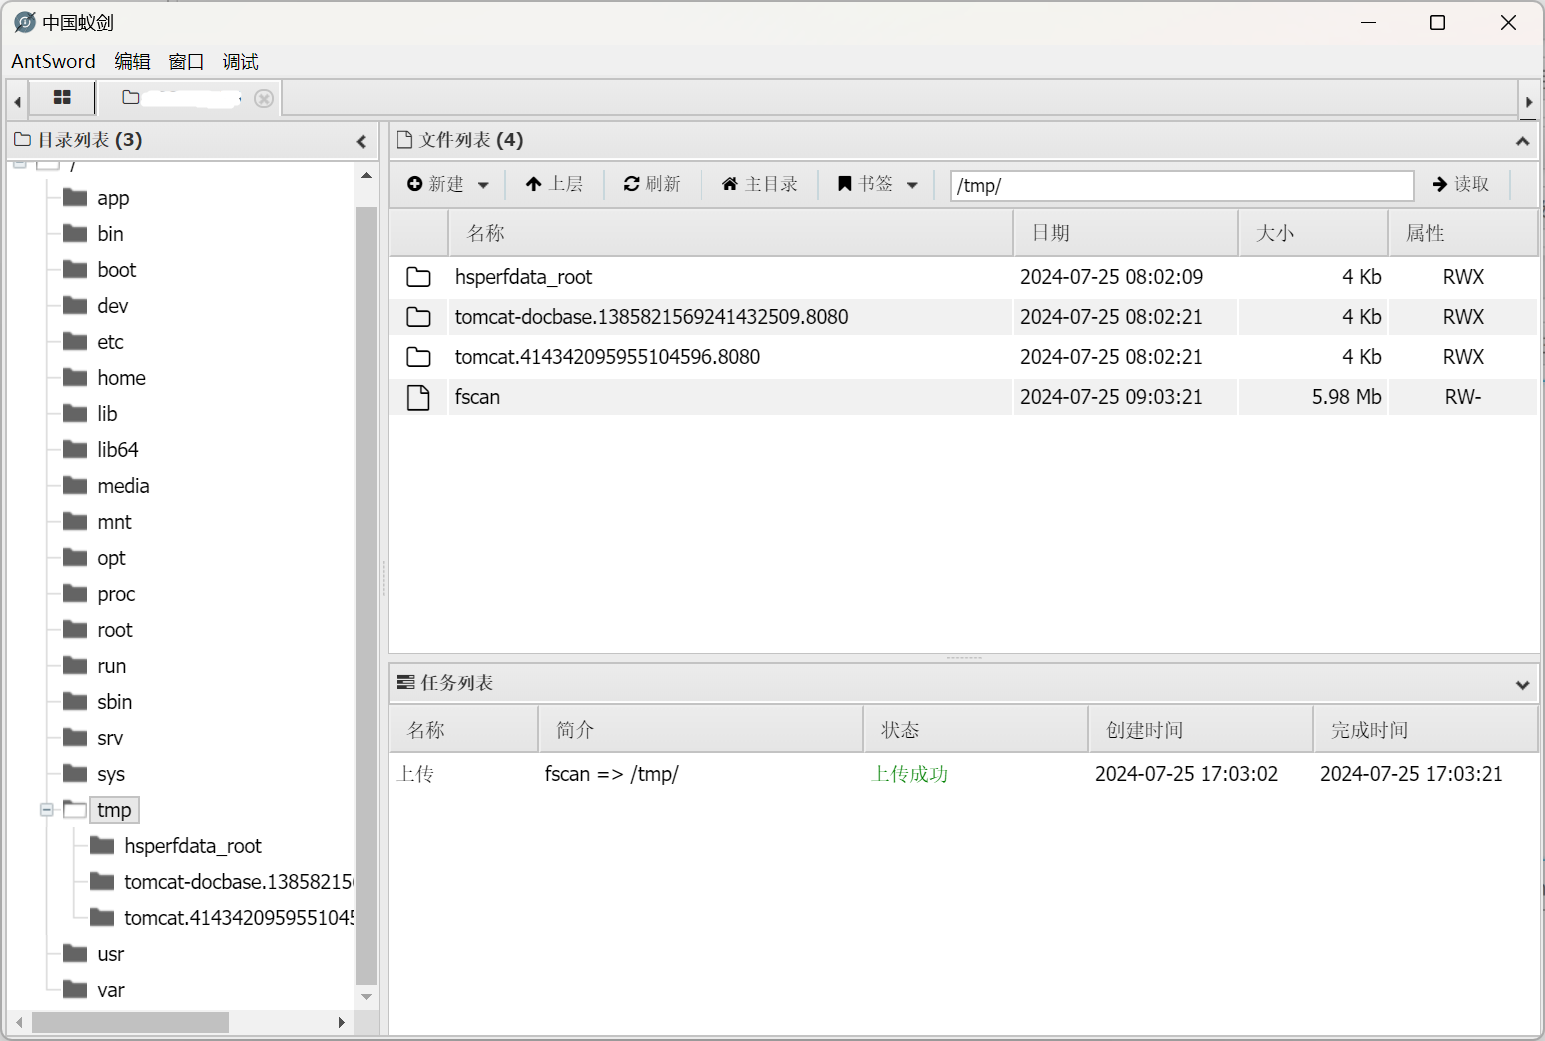 中国蚁剑
AntSword 编辑 窗口 调试
目录列表 (3)
/
app
bin
boot
dev
etc
home
lib
lib64
media
mnt
opt
proc
root
run
sbin
srv
sys
tmp
hsperfdata_root
tomcat-docbase.13858215
tomcat.4143420959551045
usr
var
文件列表 (4)
新建 上层 刷新 主目录 书签 /tmp/ 读取
名称 日期 大小 属性
hsperfdata_root 2024-07-25 08:02:09 4 Kb RWX
tomcat-docbase.1385821569241432509.8080 2024-07-25 08:02:21 4 Kb RWX
tomcat.414342095955104596.8080 2024-07-25 08:02:21 4 Kb RWX
fscan 2024-07-25 09:03:21 5.98 Mb RW-
任务列表
名称 简介 状态 创建时间 完成时间
上传 fscan => /tmp/ 上传成功 2024-07-25 17:03:02 2024-07-25 17:03:21